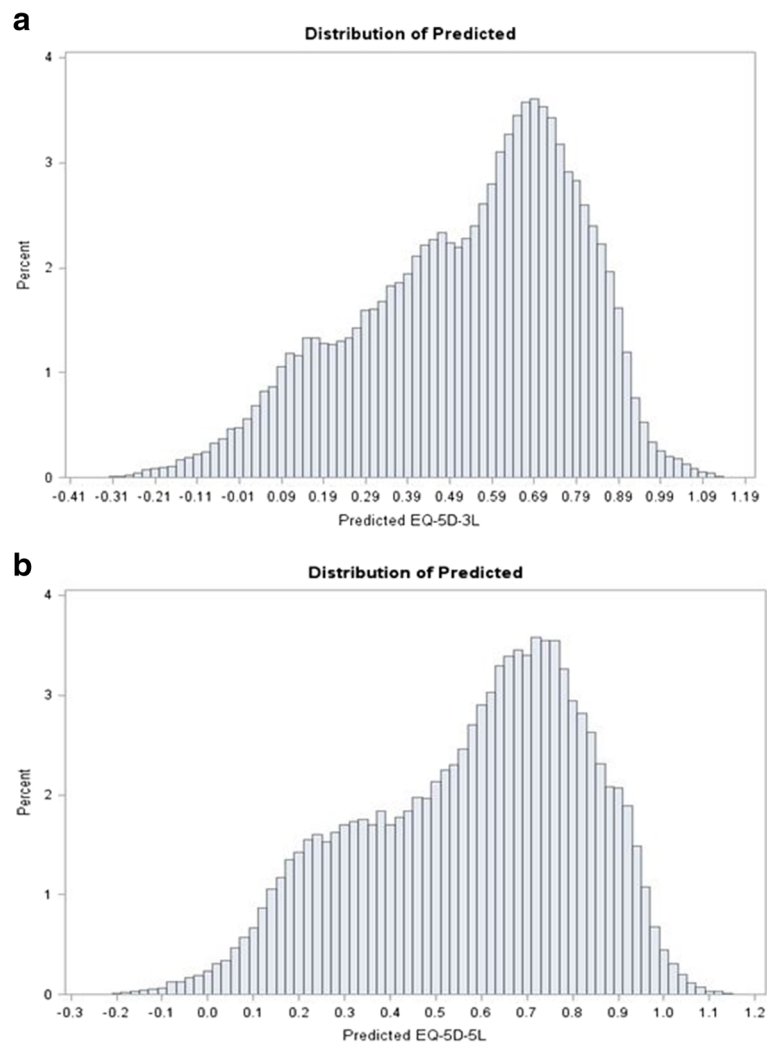 a
Distribution of Predicted
4
3
2
1
0
Percent
-0.41 -0.31 -0.21 -0.11 -0.01 0.09 0.19 0.29 0.39 0.49 0.59 0.69 0.79 0.89 0.99 1.09 1.19
Predicted EQ-5D-3L
b
Distribution of Predicted
4
3
2
1
0
Percent
-0.3 -0.2 -0.1 0.0 0.1 0.2 0.3 0.4 0.5 0.6 0.7 0.8 0.9 1.0 1.1 1.2
Predicted EQ-5D-5L